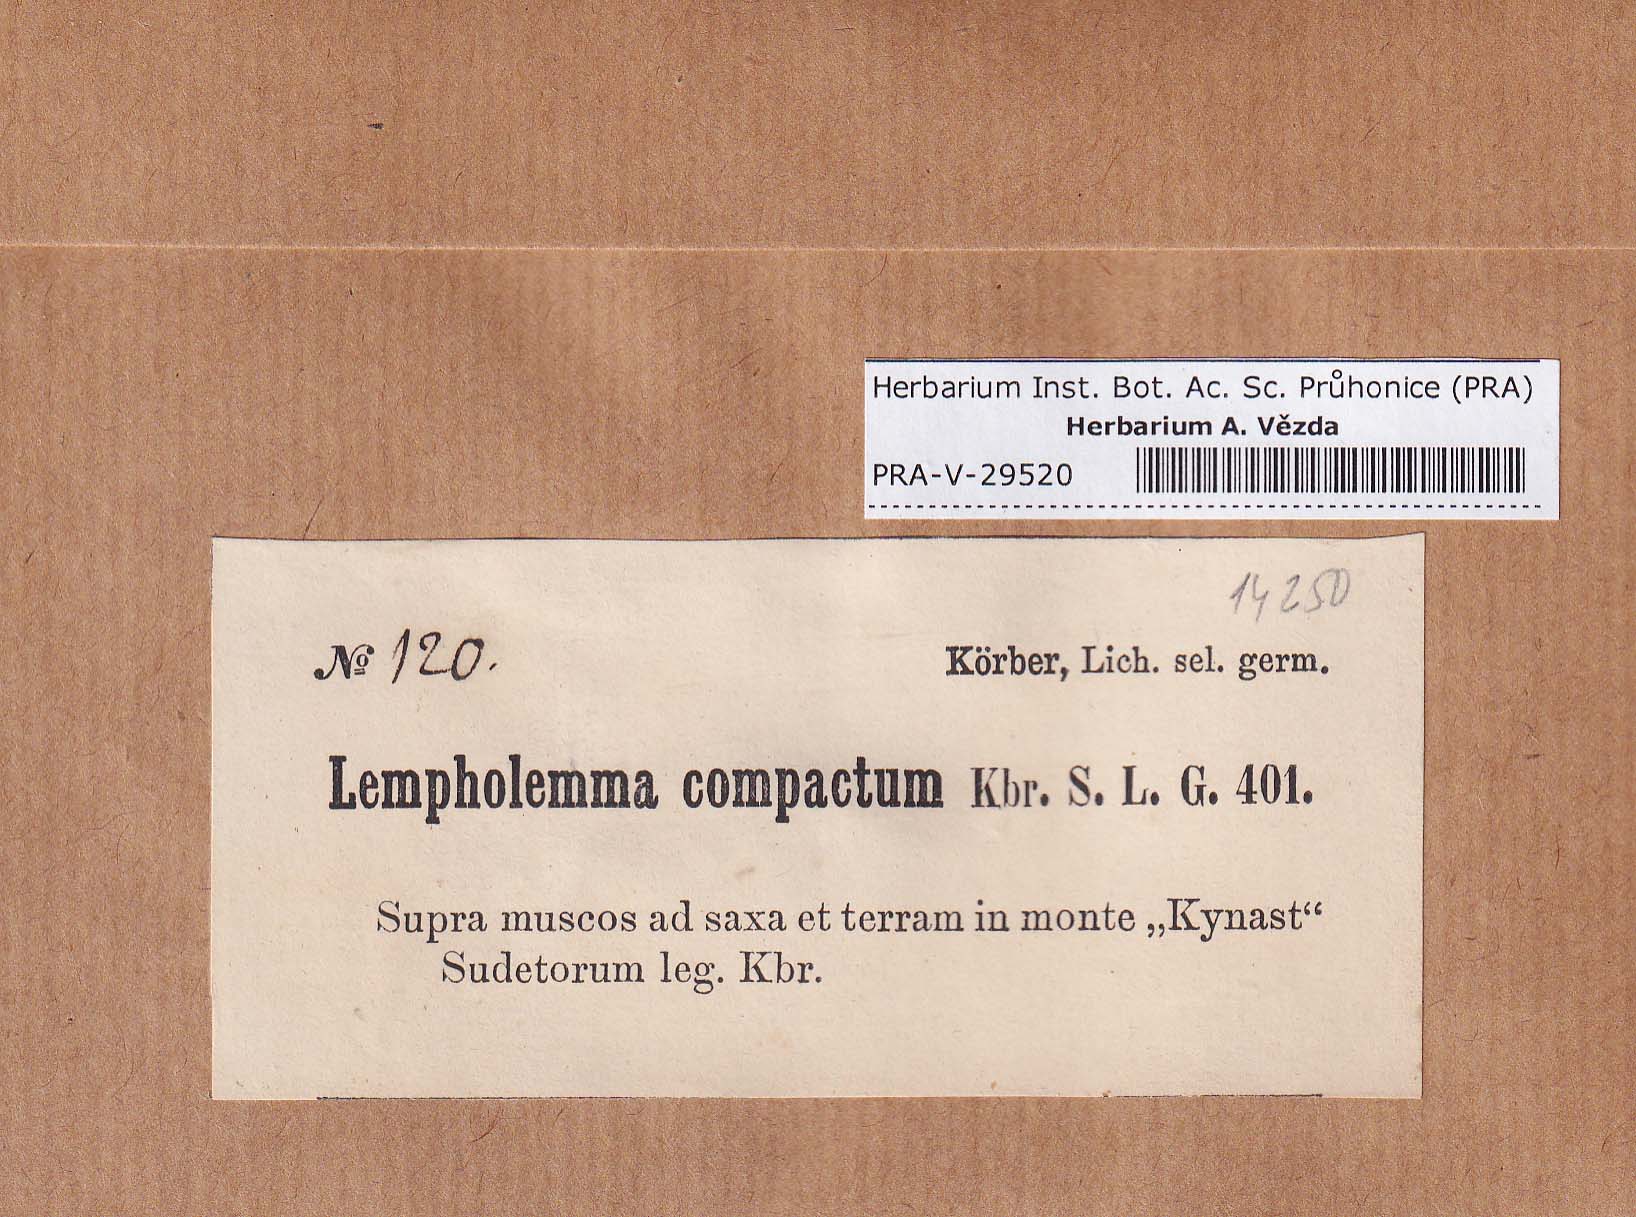 Herbarium Inst. Bot. Ac. Sc. Průhonice (PRA)
Herbarium A. Vězda
PRA-V-29520
14250
№ 120.
Körber, Lich. sel. germ.
Lempholemma compactum Kbr. S. L. G. 401.
Supra muscos ad saxa et terram in monte „Kynast“
Sudetorum leg. Kbr.